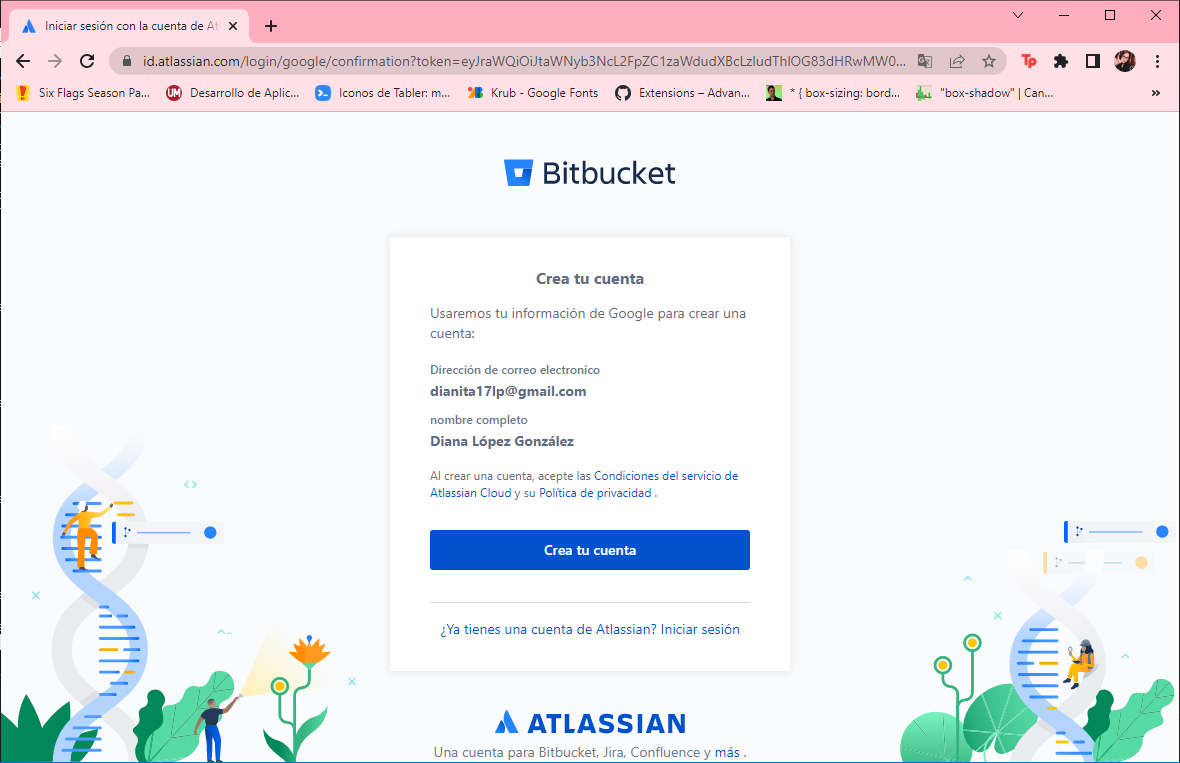 Iniciar sesión con la cuenta de At
id.atlassian.com/login/google/confirmation?token=eyJraWQiOiJtaWNyb3NcL2FpZC1zaWdudXBcLzludThIOG83dHRwMW0...
Tp
Six Flags Season Pa...
UM
Desarrollo de Aplic...
Iconos de Tabler: m...
Krub - Google Fonts
Extensions – Advan...
* { box-sizing: bord...
"box-shadow" | Can...
»
Bitbucket
Crea tu cuenta
Usaremos tu información de Google para crear una
cuenta:
Dirección de correo electronico
dianita17lp@gmail.com
nombre completo
Diana López González
Al crear una cuenta, acepte las Condiciones del servicio de
Atlassian Cloud y su Política de privacidad .
Crea tu cuenta
¿Ya tienes una cuenta de Atlassian? Iniciar sesión
ATLASSIAN
Una cuenta para Bitbucket, Jira, Confluence y más .